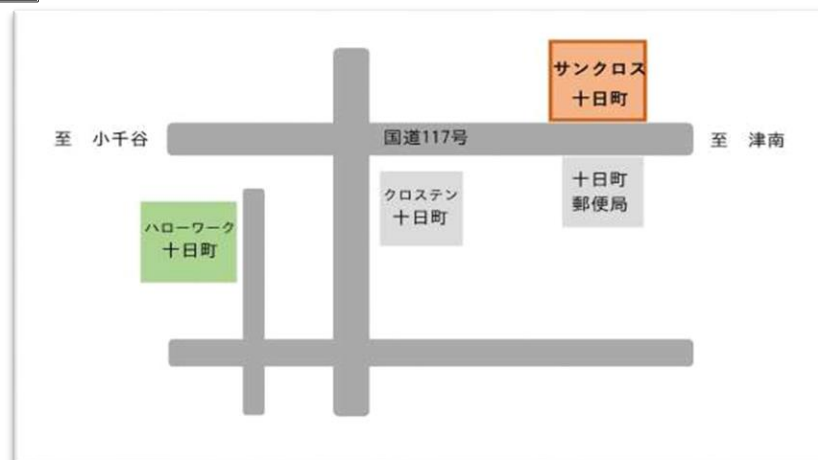 サンクロス
十日町
至　小千谷
国道117号
至　津南
クロステン
十日町
十日町
郵便局
ハローワーク
十日町